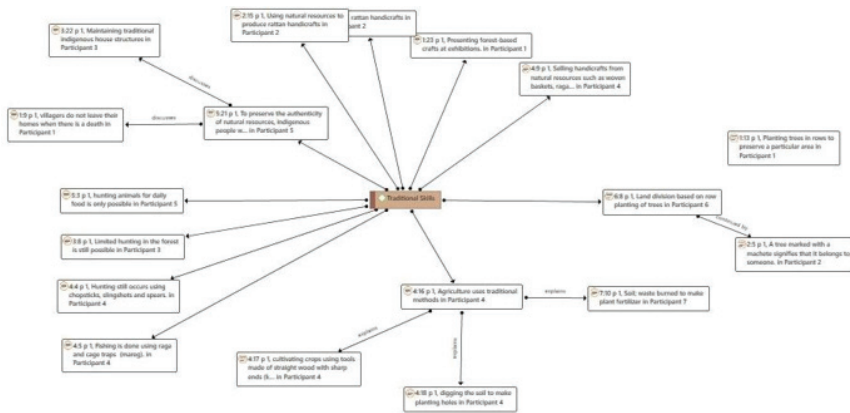 3:22 p 1, Maintaining traditional
indigenous house structures in
Participant 3
2:15 p 1, Using natural resources to
produce rattan handicrafts in
Participant 2
rattan handicrafts in
Participant 2
1:23 p 1, Presenting forest-based
crafts at exhibitions. in Participant 1
4:9 p 1, Selling handicrafts from
natural resources such as woven
baskets, raga... in Participant 4
discusses
1:9 p 1, villagers do not leave their
homes when there is a death in
Participant 1
discusses
5:21 p 1, To preserve the authenticity
of natural resources, indigenous
people w... in Participant 5
1:13 p 1, Planting trees in rows to
preserve a particular area in
Participant 1
5:3 p 1, hunting animals for daily
food is only possible in Participant 5
Traditional Skills
6:8 p 1, Land division based on row
planting of trees in Participant 6
continued by
2:5 p 1, A tree marked with a
machete signifies that it belongs to
someone. in Participant 2
3:8 p 1, Limited hunting in the forest
is still possible in Participant 3
4:4 p 1, Hunting still occurs using
chopsticks, slingshots and spears. in
Participant 4
4:16 p 1, Agriculture uses traditional
methods in Participant 4
explains
7:10 p 1, Soil; waste burned to make
plant fertilizer in Participant 7
4:5 p 1, Fishing is done using raga
and cage traps (marog). in
Participant 4
explains
explains
4:17 p 1, cultivating crops using tools
made of straight wood with sharp
ends (s... in Participant 4
4:18 p 1, digging the soil to make
planting holes in Participant 4